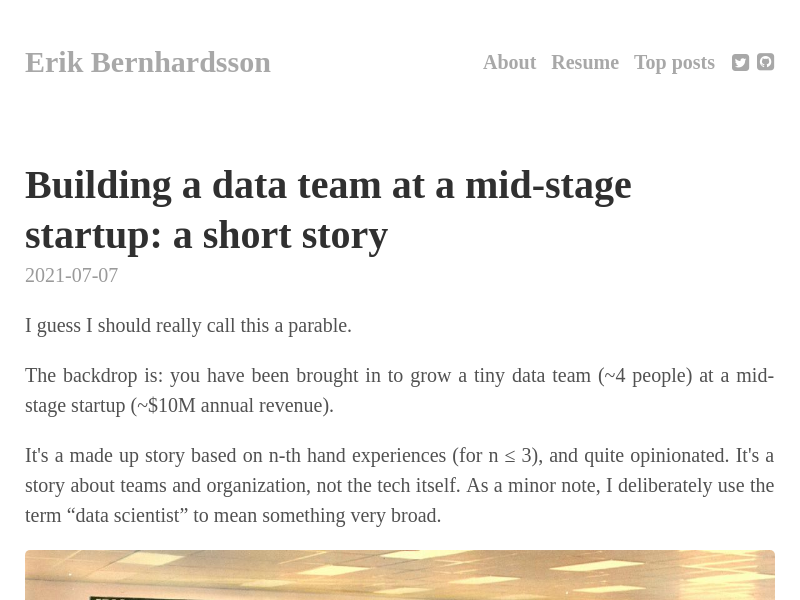 Erik Bernhardsson
About Resume Top posts
Building a data team at a mid-stage
startup: a short story
2021-07-07
I guess I should really call this a parable.
The backdrop is: you have been brought in to grow a tiny data team (~4 people) at a mid-
stage startup (~$10M annual revenue).
It's a made up story based on n-th hand experiences (for n ≤ 3), and quite opinionated. It's a
story about teams and organization, not the tech itself. As a minor note, I deliberately use the
term “data scientist” to mean something very broad.